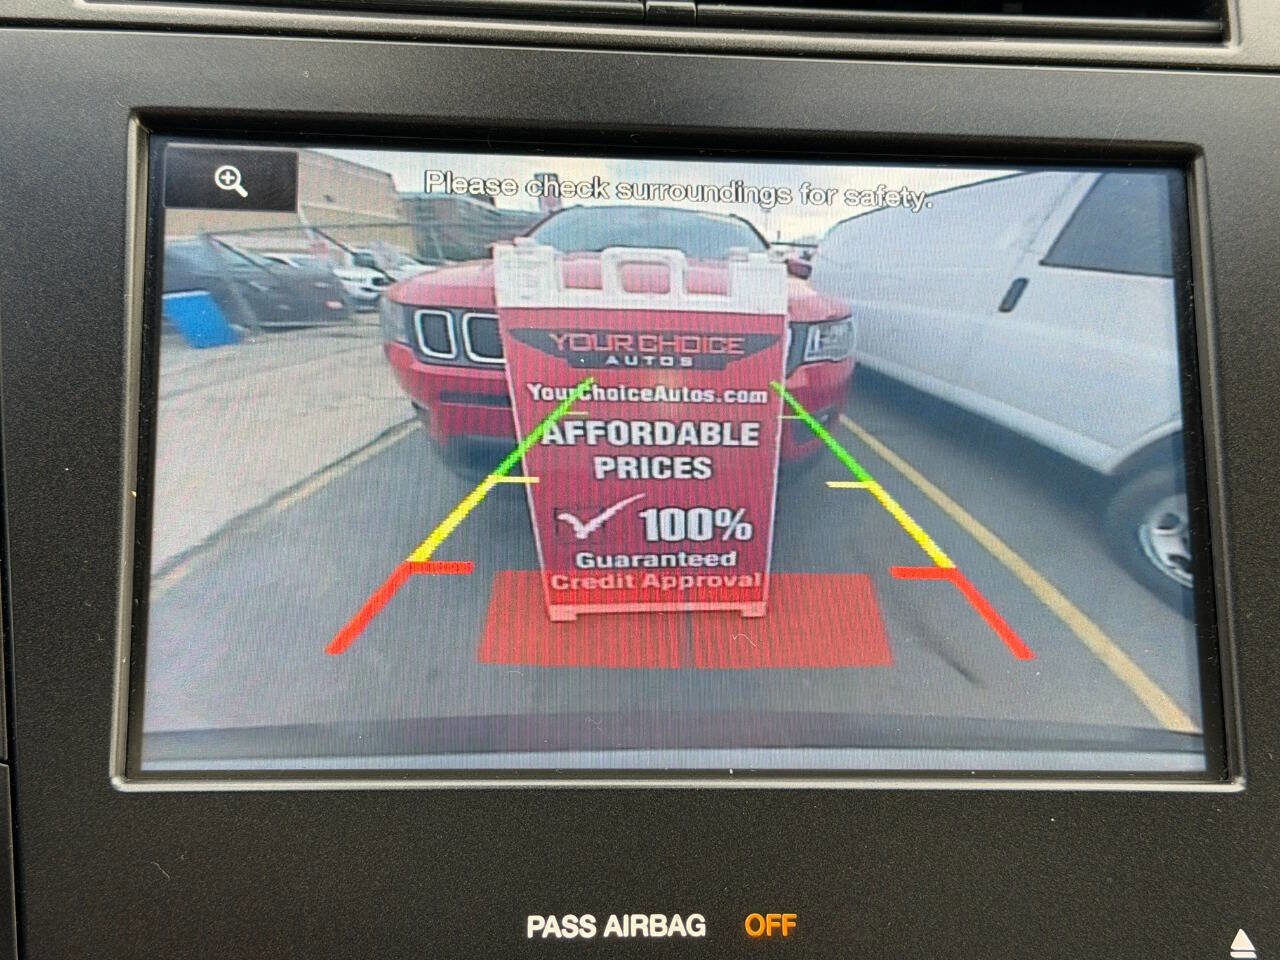 Please check surroundings for safety.
YOUR CHOICE
AUTOS
YourChoiceAutos.com
AFFORDABLE
PRICES
100%
Guaranteed
Credit Approval
PASS AIRBAG OFF